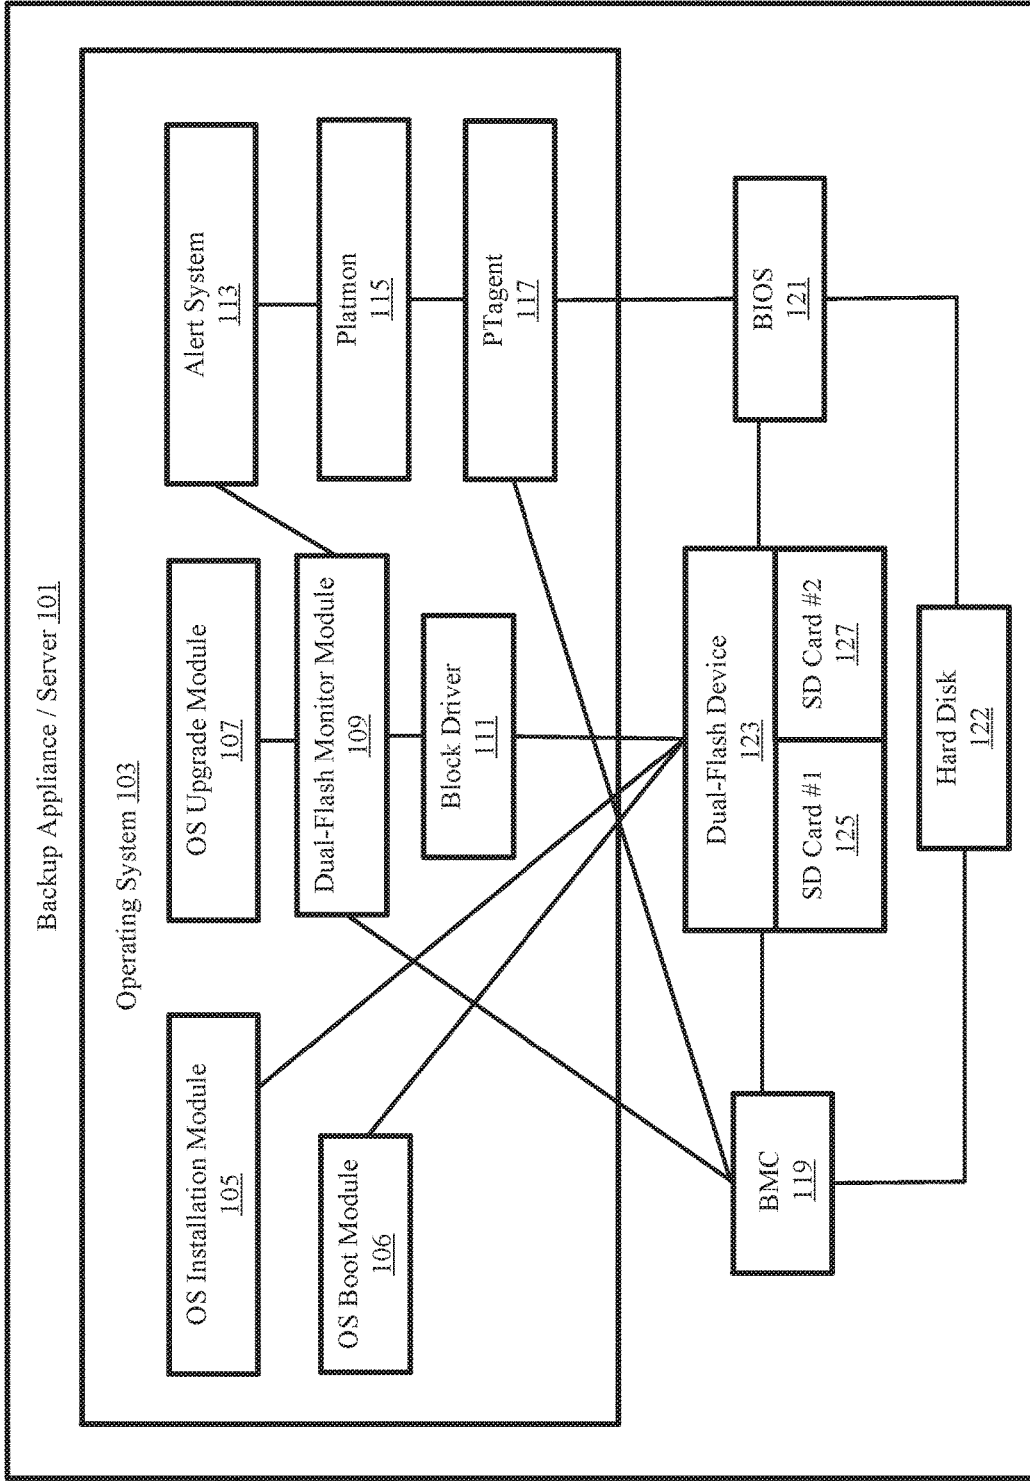 Backup Appliance / Server 101
Operating System 103
OS Installation Module
105
OS Upgrade Module
107
Alert System
113
OS Boot Module
106
Dual-Flash Monitor Module
109
Platmon
115
Block Driver
111
PTagent
117
BMC
119
Dual-Flash Device
123
SD Card #1
125
SD Card #2
127
BIOS
121
Hard Disk
122